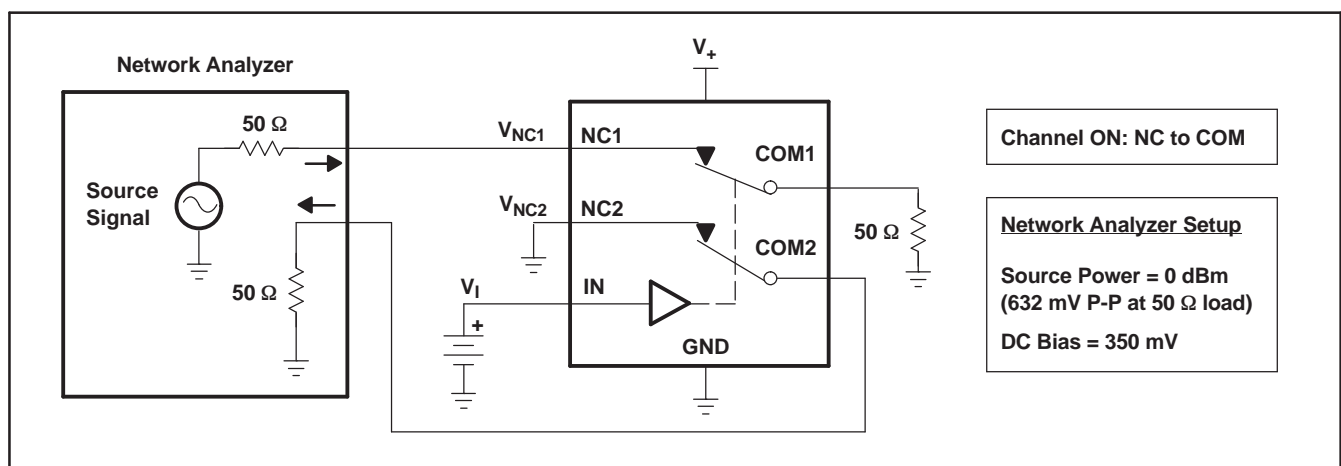 Network Analyzer
50 Ω
Source
Signal
50 Ω
V+
VNC1
NC1
COM1
VNC2
NC2
COM2
50 Ω
VI
IN
+
GND
Channel ON: NC to COM
Network Analyzer Setup
Source Power = 0 dBm
(632 mV P-P at 50 Ω load)
DC Bias = 350 mV